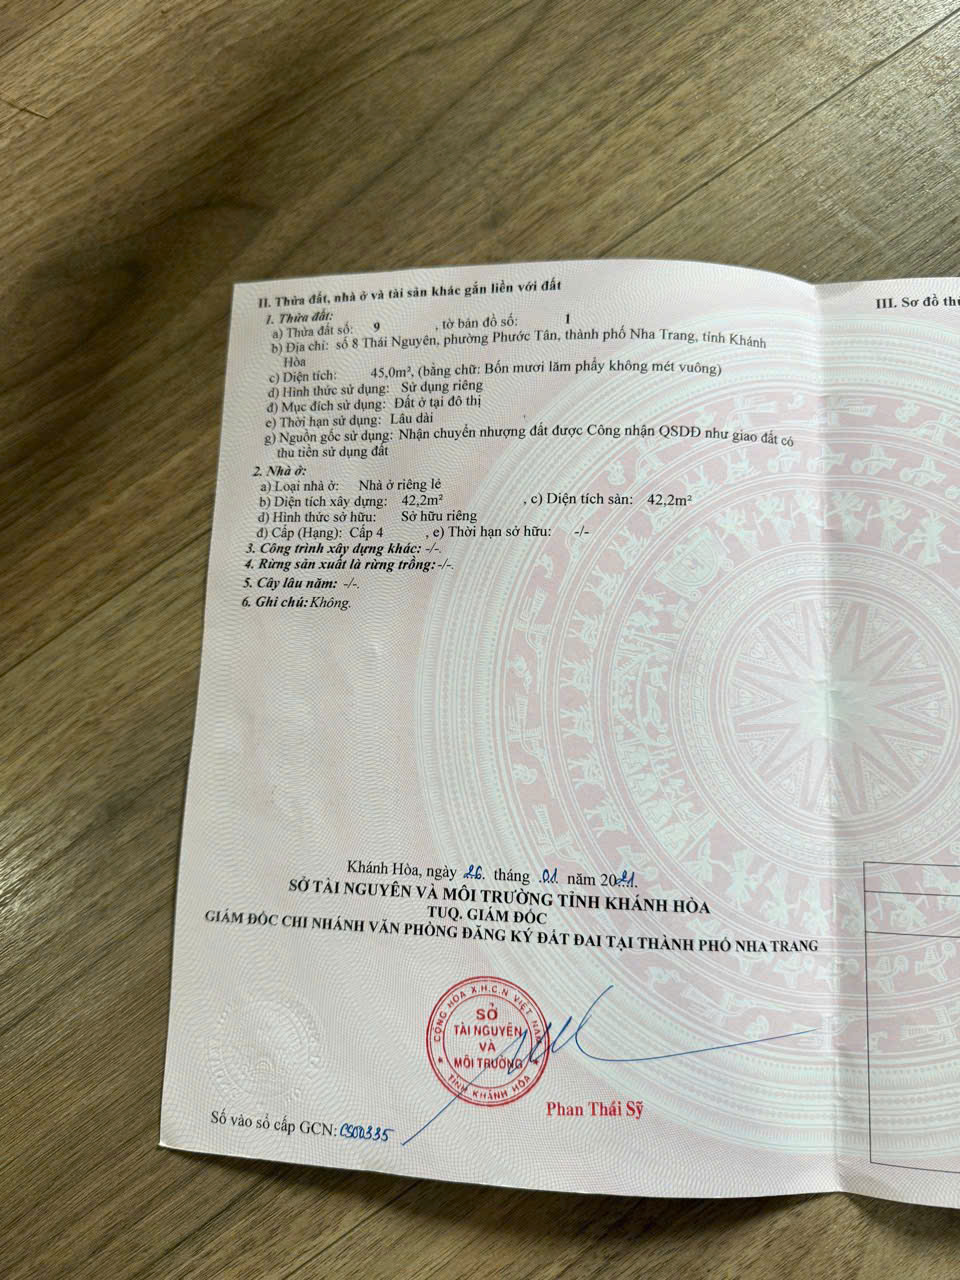 II. Thửa đất, nhà ở và tài sản khác gắn liền với đất
III. Sơ đồ thử
1. Thửa đất:
a) Thửa đất số: 9 , tờ bản đồ số: 1
b) Địa chỉ: số 8 Thái Nguyên, phường Phước Tân, thành phố Nha Trang, tỉnh Khánh
Hòa
c) Diện tích: 45,0m², (bằng chữ: Bốn mươi lăm phẩy không mét vuông)
d) Hình thức sử dụng: Sử dụng riêng
đ) Mục đích sử dụng: Đất ở tại đô thị
e) Thời hạn sử dụng: Lâu dài
g) Nguồn gốc sử dụng: Nhận chuyển nhượng đất được Công nhận QSDĐ như giao đất có
thu tiền sử dụng đất
2. Nhà ở:
a) Loại nhà ở: Nhà ở riêng lẻ
b) Diện tích xây dựng: 42,2m² , c) Diện tích sàn: 42,2m²
d) Hình thức sở hữu: Sở hữu riêng
đ) Cấp (Hạng): Cấp 4 , e) Thời hạn sở hữu: -/-
3. Công trình xây dựng khác: -/-.
4. Rừng sản xuất là rừng trồng: -/-.
5. Cây lâu năm: -/-.
6. Ghi chú: Không.
Khánh Hòa, ngày 26. tháng .01. năm 2021.
SỞ TÀI NGUYÊN VÀ MÔI TRƯỜNG TỈNH KHÁNH HÒA
TUQ. GIÁM ĐỐC
GIÁM ĐỐC CHI NHÁNH VĂN PHÒNG ĐĂNG KÝ ĐẤT ĐAI TẠI THÀNH PHỐ NHA TRANG
CỘNG HÒA X.H.C.N VIỆT NAM
SỞ
TÀI NGUYÊN
VÀ
MÔI TRƯỜNG
TỈNH KHÁNH HÒA
Phan Thái Sỹ
Số vào sổ cấp GCN: CS00335